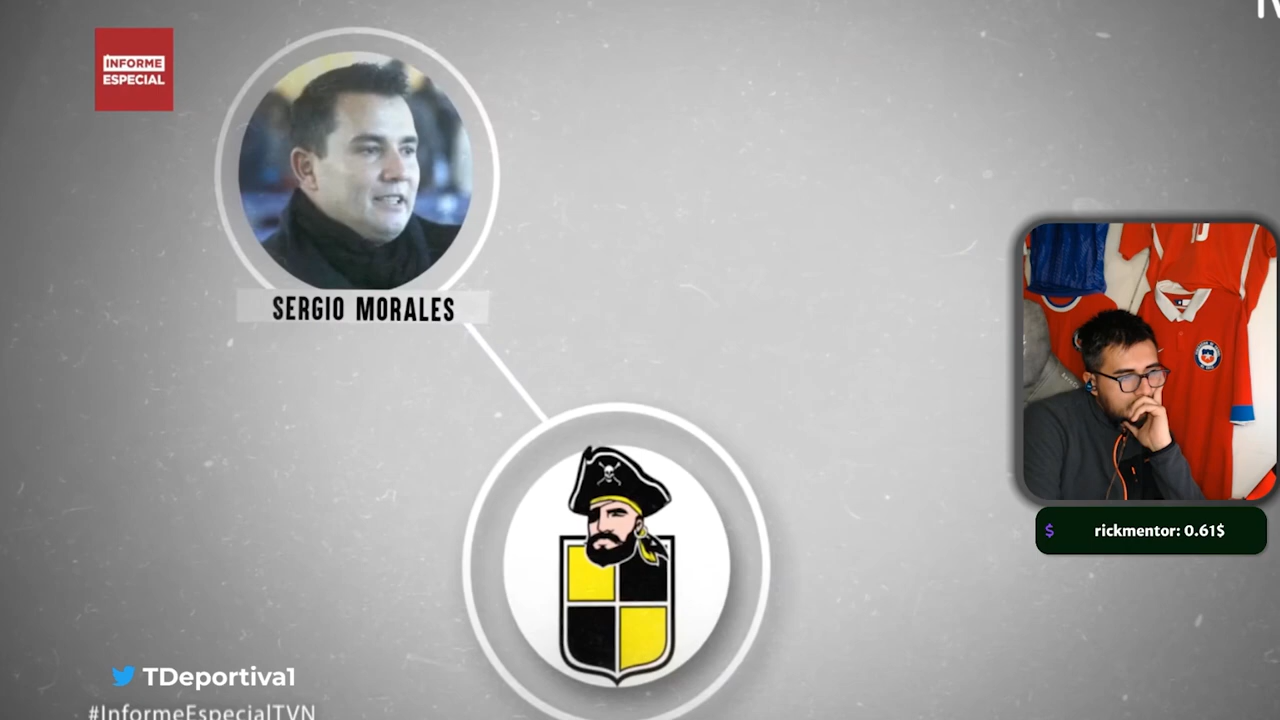 INFORME
ESPECIAL
SERGIO MORALES
$ rickmentor: 0.61$
TDeportiva1
#InformeEspecialTVN